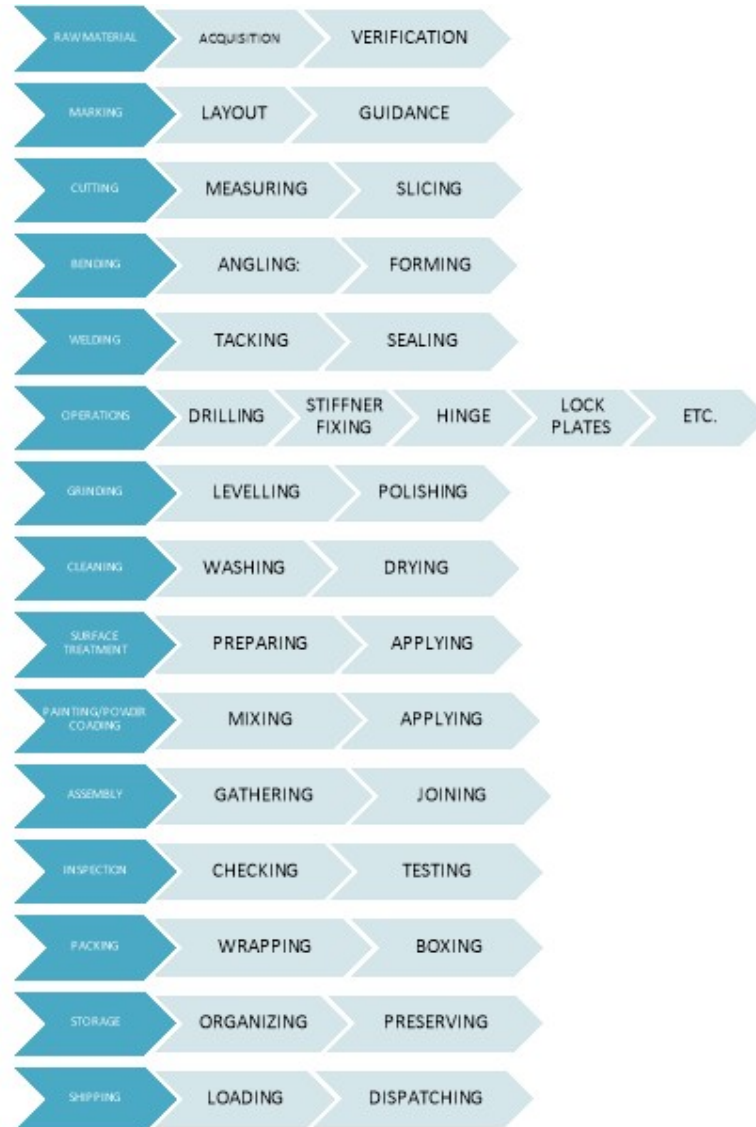 RAW MATERIAL ACQUISITION VERIFICATION
MARKING LAYOUT GUIDANCE
CUTTING MEASURING SLICING
BENDING ANGLING: FORMING
WELDING TACKING SEALING
OPERATIONS DRILLING STIFFNER FIXING HINGE LOCK PLATES ETC.
GRINDING LEVELLING POLISHING
CLEANING WASHING DRYING
SURFACE TREATMENT PREPARING APPLYING
PAINTING/POWDER COADING MIXING APPLYING
ASSEMBLY GATHERING JOINING
INSPECTION CHECKING TESTING
PACKING WRAPPING BOXING
STORAGE ORGANIZING PRESERVING
SHIPPING LOADING DISPATCHING